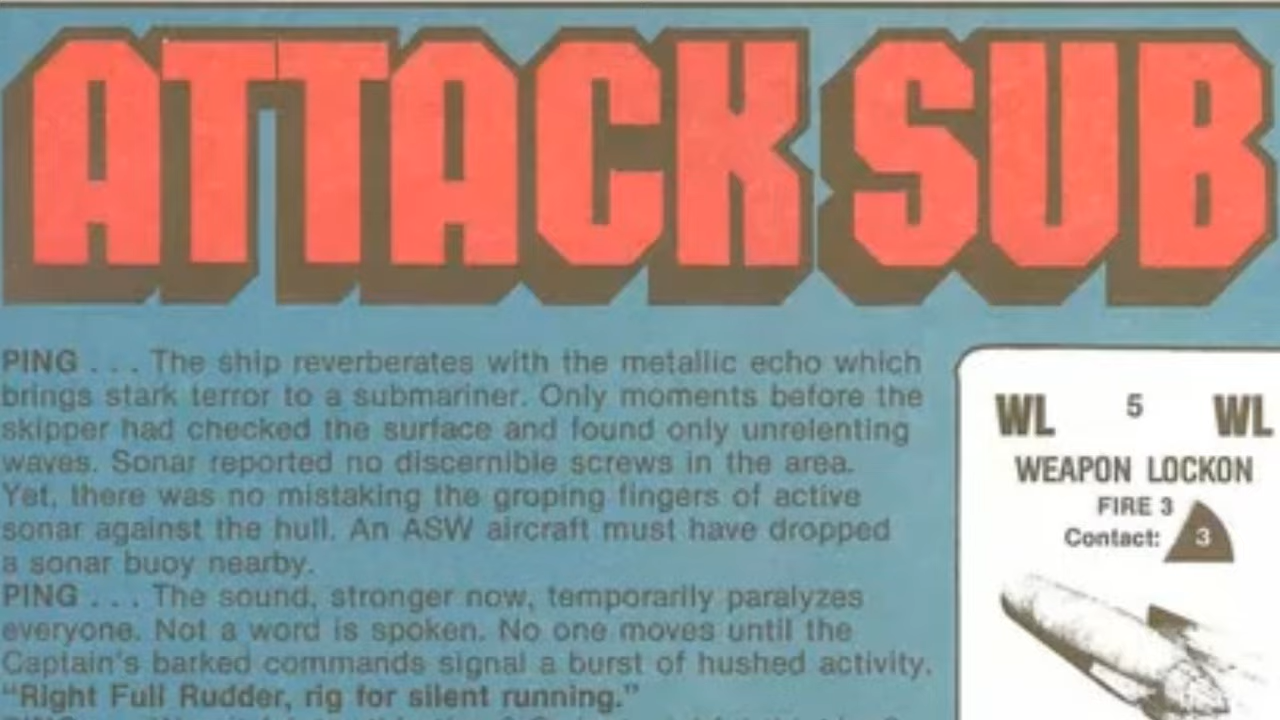 ATTACK SUB
PING . . . The ship reverberates with the metallic echo which
brings stark terror to a submariner. Only moments before the
skipper had checked the surface and found only unrelenting
waves. Sonar reported no discernible screws in the area.
Yet, there was no mistaking the groping fingers of active
sonar against the hull. An ASW aircraft must have dropped
a sonar buoy nearby.
PING . . . The sound, stronger now, temporarily paralyzes
everyone. Not a word is spoken. No one moves until the
Captain's barked commands signal a burst of hushed activity.
"Right Full Rudder, rig for silent running."
WL 5 WL
WEAPON LOCKON
FIRE 3
Contact: 3